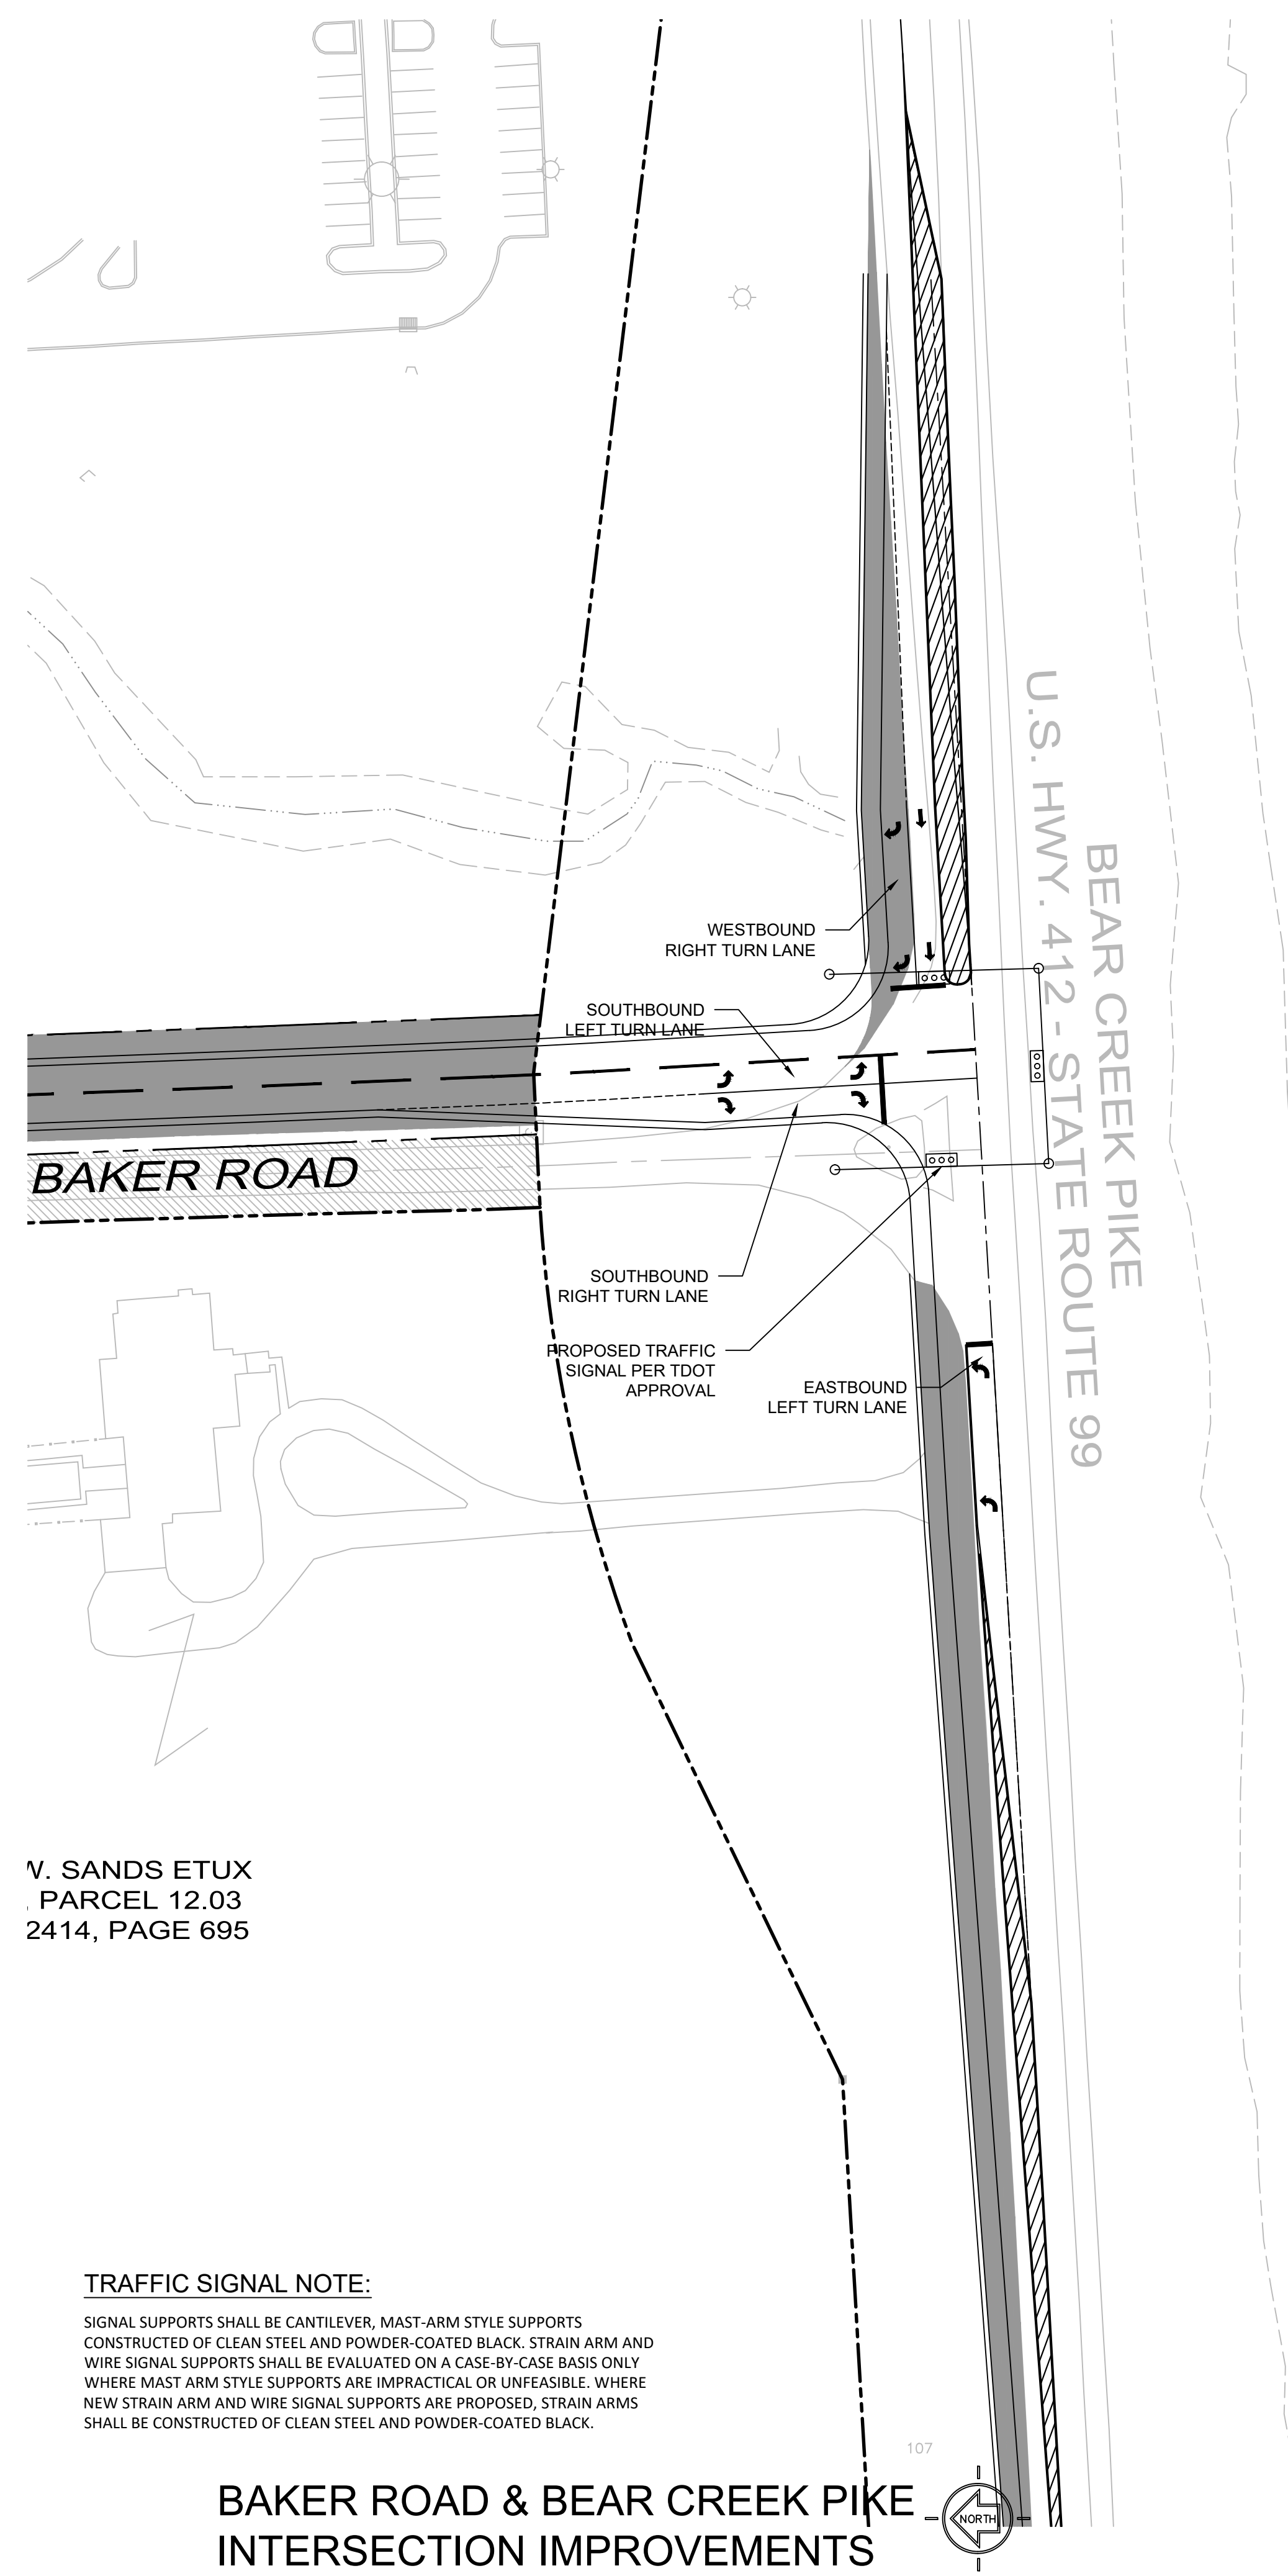 U.S. HWY. 412 - STATE ROUTE 99
BEAR CREEK PIKE
WESTBOUND
RIGHT TURN LANE
SOUTHBOUND
LEFT TURN LANE
BAKER ROAD
SOUTHBOUND
RIGHT TURN LANE
PROPOSED TRAFFIC
SIGNAL PER TDOT
APPROVAL
EASTBOUND
LEFT TURN LANE
W. SANDS ETUX
, PARCEL 12.03
2414, PAGE 695
TRAFFIC SIGNAL NOTE:
SIGNAL SUPPORTS SHALL BE CANTILEVER, MAST-ARM STYLE SUPPORTS
CONSTRUCTED OF CLEAN STEEL AND POWDER-COATED BLACK. STRAIN ARM AND
WIRE SIGNAL SUPPORTS SHALL BE EVALUATED ON A CASE-BY-CASE BASIS ONLY
WHERE MAST ARM STYLE SUPPORTS ARE IMPRACTICAL OR UNFEASIBLE. WHERE
NEW STRAIN ARM AND WIRE SIGNAL SUPPORTS ARE PROPOSED, STRAIN ARMS
SHALL BE CONSTRUCTED OF CLEAN STEEL AND POWDER-COATED BLACK.
107
BAKER ROAD & BEAR CREEK PIKE
INTERSECTION IMPROVEMENTS
NORTH